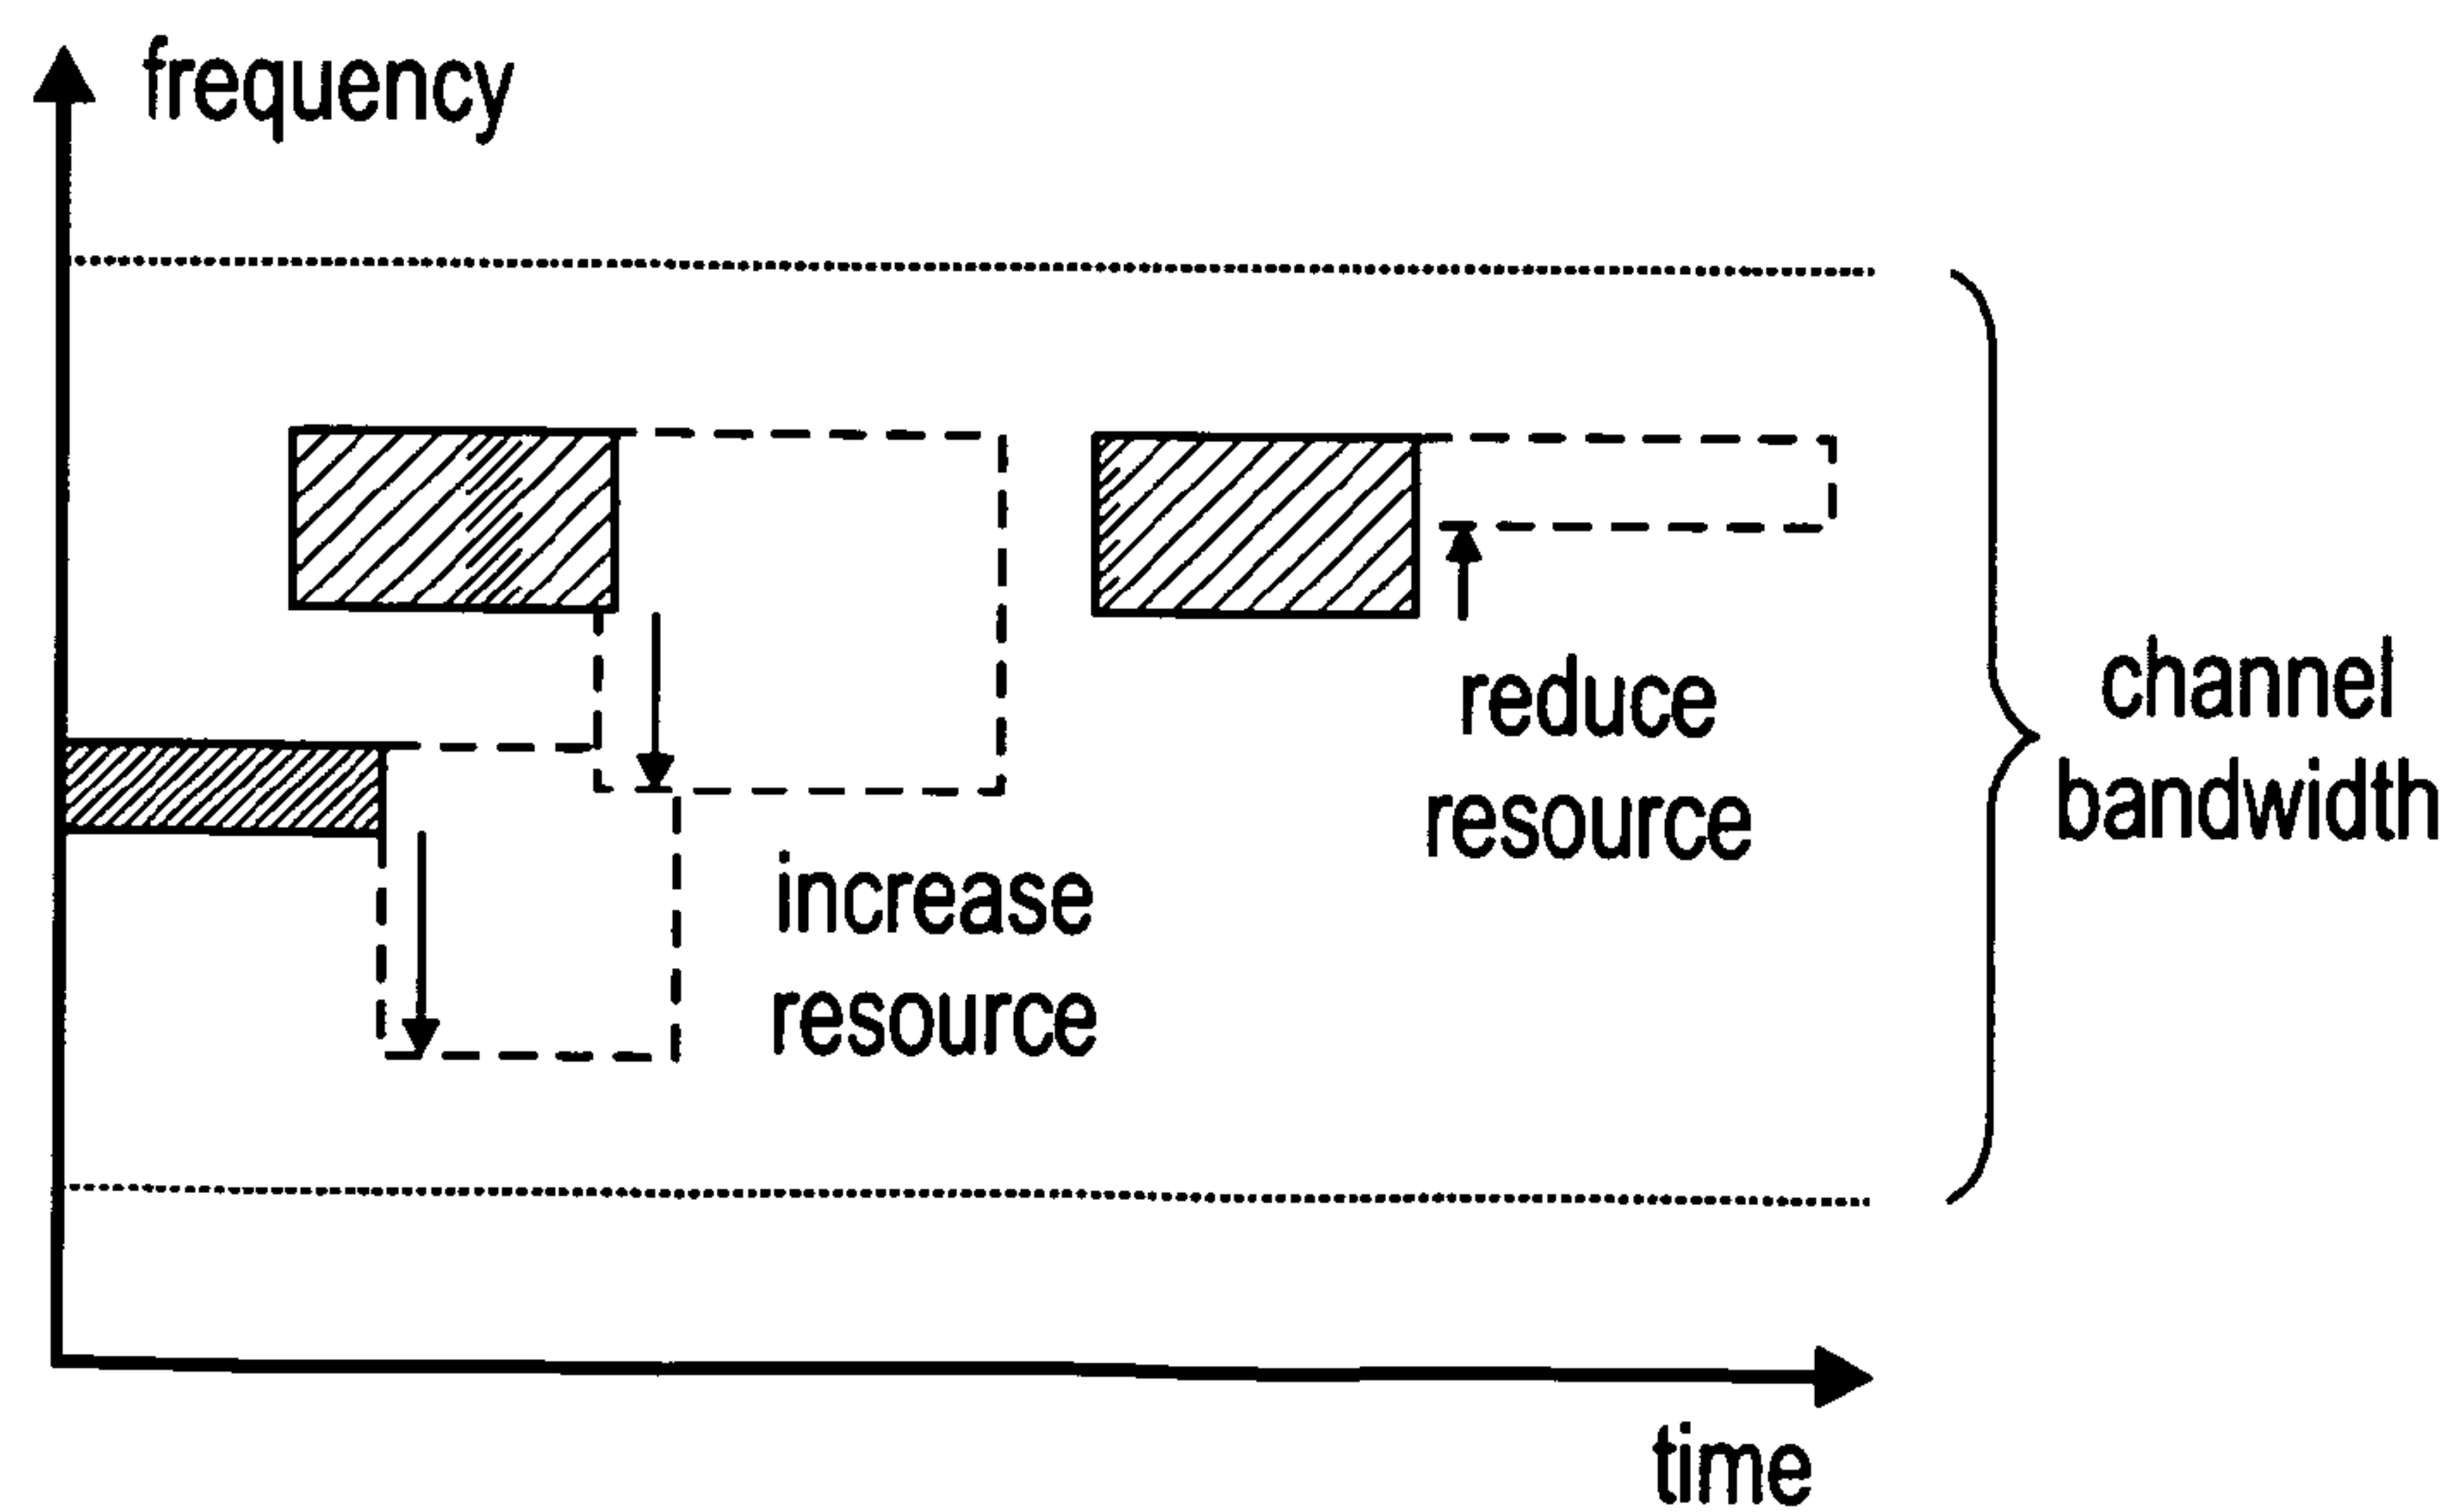 frequency
reduce
resource
channel
bandwidth
increase
resource
time